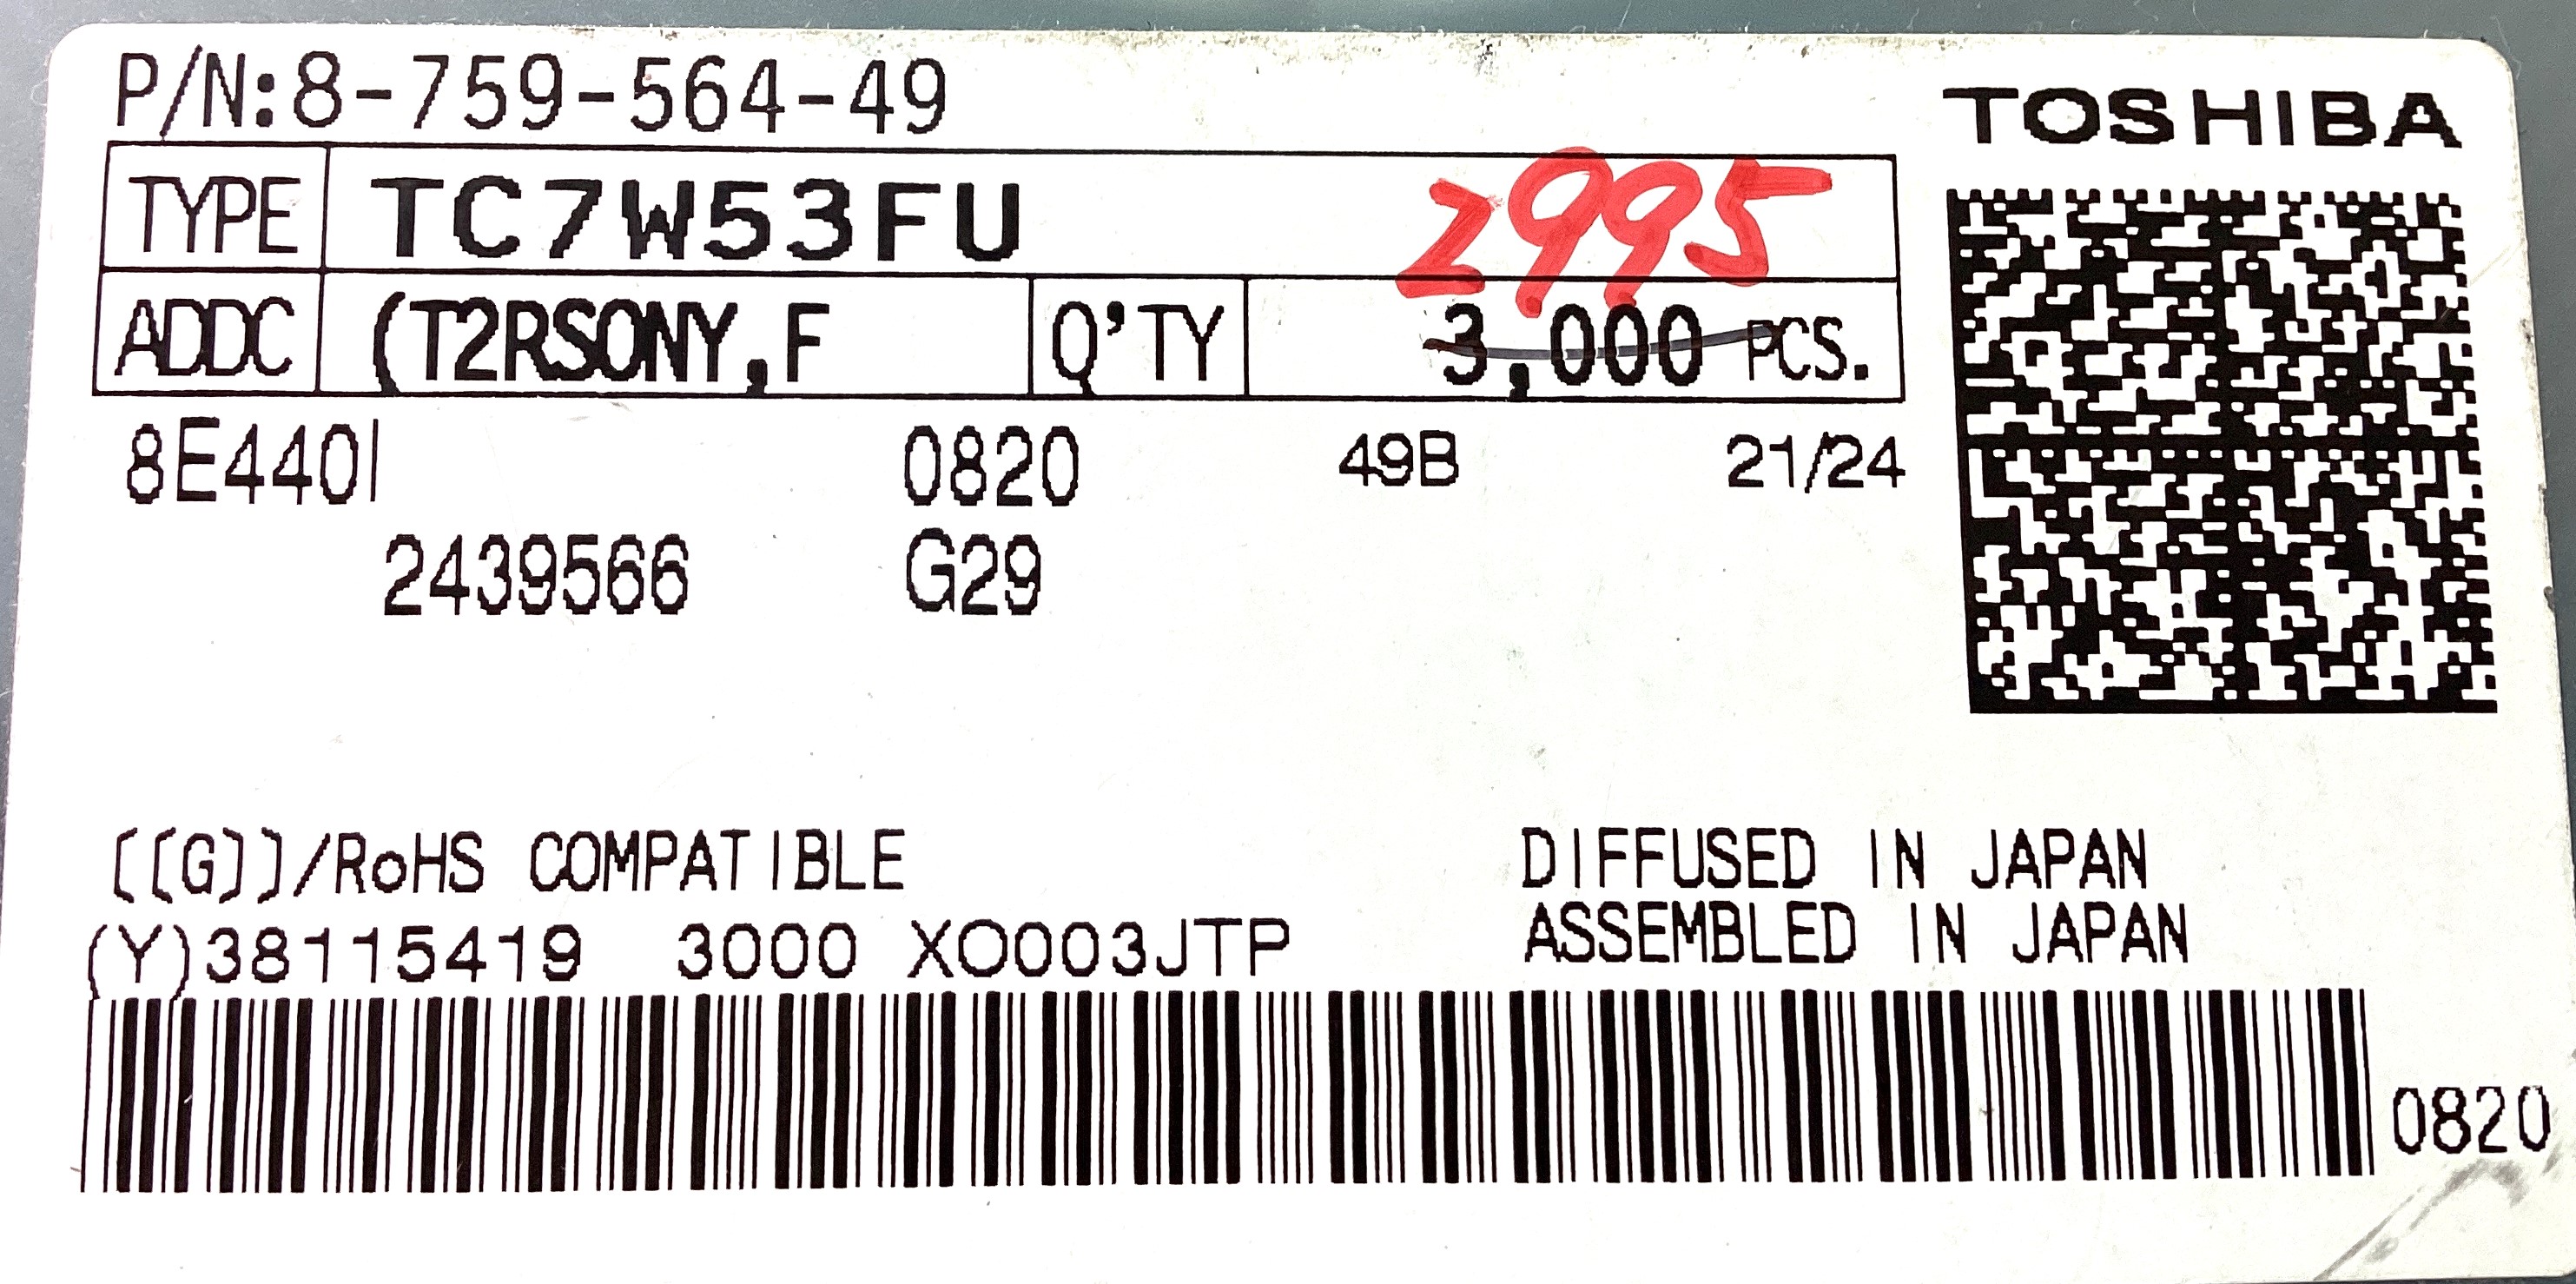 P/N:8-759-564-49
TOSHIBA
TYPE TC7W53FU 2995
ADDC (T2RSONY,F Q'TY 3,000 PCS.
8E440I 0820 49B 21/24
2439566 G29
[[G]]/RoHS COMPATIBLE
DIFFUSED IN JAPAN
ASSEMBLED IN JAPAN
(Y)38115419 3000 XO003JTP
0820